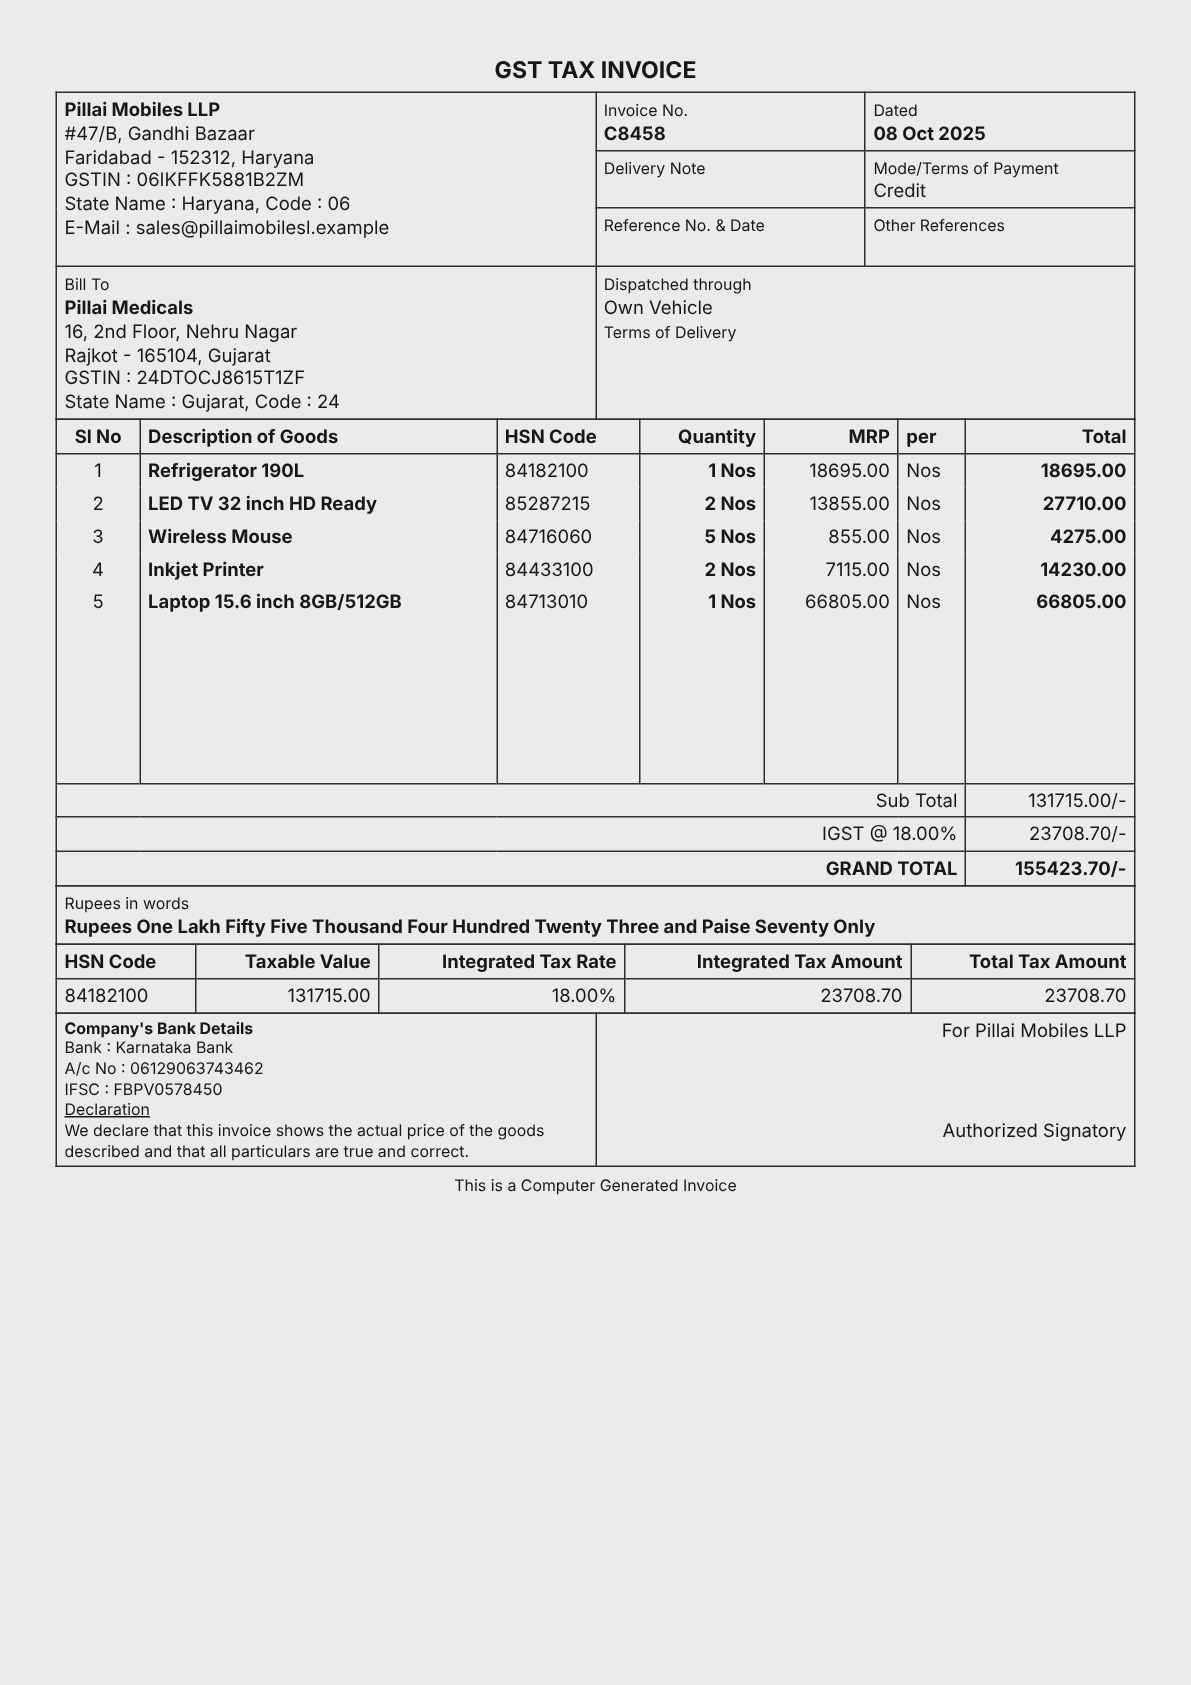 GST TAX INVOICE
Pillai Mobiles LLP
#47/B, Gandhi Bazaar
Faridabad - 152312, Haryana
GSTIN : 06IKFFK5881B2ZM
State Name : Haryana, Code : 06
E-Mail : sales@pillaimobilesl.example
Invoice No.
C8458
Dated
08 Oct 2025
Delivery Note
Mode/Terms of Payment
Credit
Reference No. & Date
Other References
Bill To
Pillai Medicals
16, 2nd Floor, Nehru Nagar
Rajkot - 165104, Gujarat
GSTIN : 24DTOCJ8615T1ZF
State Name : Gujarat, Code : 24
Dispatched through
Own Vehicle
Terms of Delivery
Sl No Description of Goods HSN Code Quantity MRP per Total
1 Refrigerator 190L 84182100 1 Nos 18695.00 Nos 18695.00
2 LED TV 32 inch HD Ready 85287215 2 Nos 13855.00 Nos 27710.00
3 Wireless Mouse 84716060 5 Nos 855.00 Nos 4275.00
4 Inkjet Printer 84433100 2 Nos 7115.00 Nos 14230.00
5 Laptop 15.6 inch 8GB/512GB 84713010 1 Nos 66805.00 Nos 66805.00
Sub Total 131715.00/-
IGST @ 18.00% 23708.70/-
GRAND TOTAL 155423.70/-
Rupees in words
Rupees One Lakh Fifty Five Thousand Four Hundred Twenty Three and Paise Seventy Only
HSN Code Taxable Value Integrated Tax Rate Integrated Tax Amount Total Tax Amount
84182100 131715.00 18.00% 23708.70 23708.70
Company's Bank Details
Bank : Karnataka Bank
A/c No : 06129063743462
IFSC : FBPV0578450
Declaration
We declare that this invoice shows the actual price of the goods
described and that all particulars are true and correct.
For Pillai Mobiles LLP
Authorized Signatory
This is a Computer Generated Invoice